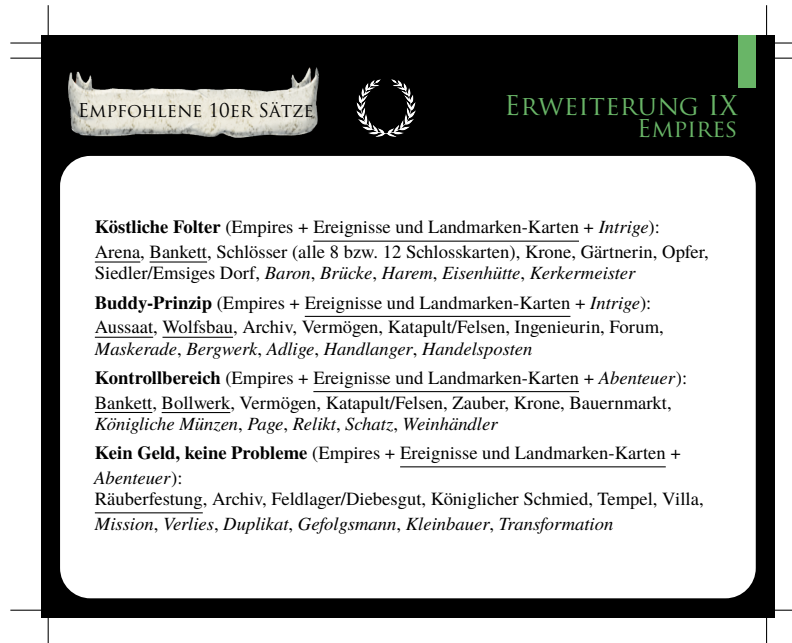 EMPFOHLENE 10ER SÄTZE
ERWEITERUNG IX
EMPIRES
Köstliche Folter (Empires + Ereignisse und Landmarken-Karten + Intrige):
Arena, Bankett, Schlösser (alle 8 bzw. 12 Schlosskarten), Krone, Gärtnerin, Opfer,
Siedler/Emsiges Dorf, Baron, Brücke, Harem, Eisenhütte, Kerkermeister
Buddy-Prinzip (Empires + Ereignisse und Landmarken-Karten + Intrige):
Aussaat, Wolfsbau, Archiv, Vermögen, Katapult/Felsen, Ingenieurin, Forum,
Maskerade, Bergwerk, Adlige, Handlanger, Handelsposten
Kontrollbereich (Empires + Ereignisse und Landmarken-Karten + Abenteuer):
Bankett, Bollwerk, Vermögen, Katapult/Felsen, Zauber, Krone, Bauernmarkt,
Königliche Münzen, Page, Relikt, Schatz, Weinhändler
Kein Geld, keine Probleme (Empires + Ereignisse und Landmarken-Karten +
Abenteuer):
Räuberfestung, Archiv, Feldlager/Diebesgut, Königlicher Schmied, Tempel, Villa,
Mission, Verlies, Duplikat, Gefolgsmann, Kleinbauer, Transformation